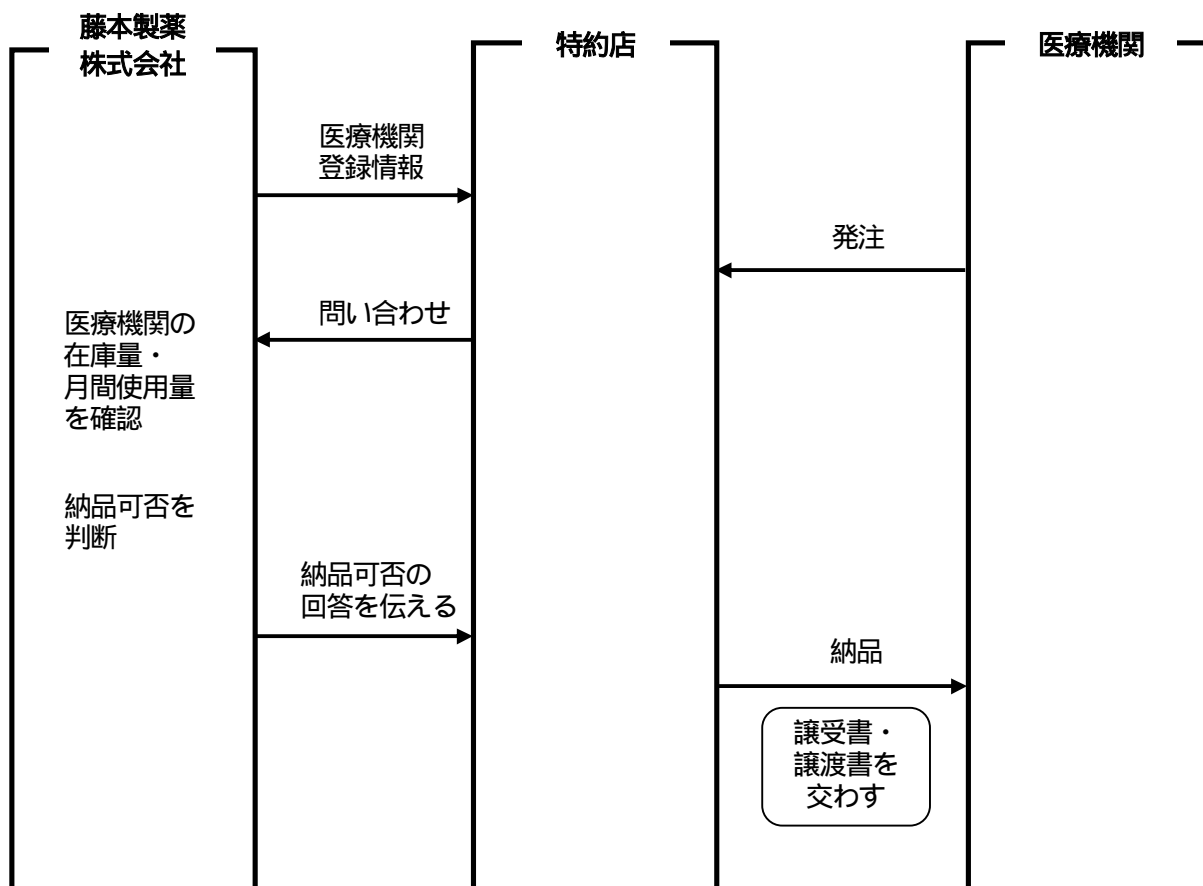 藤本製薬
株式会社
特約店
医療機関
医療機関
登録情報
発注
問い合わせ
医療機関の
在庫量・
月間使用量
を確認
納品可否を
判断
納品可否の
回答を伝える
納品
譲受書・
譲渡書を
交わす